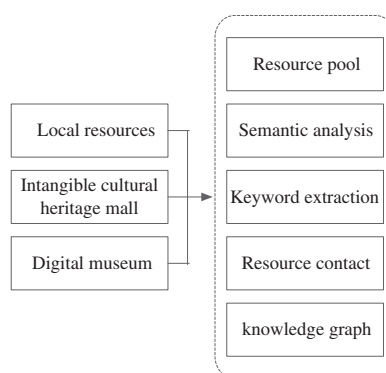 Local resources
Intangible cultural
heritage mall
Digital museum
Resource pool
Semantic analysis
Keyword extraction
Resource contact
knowledge graph